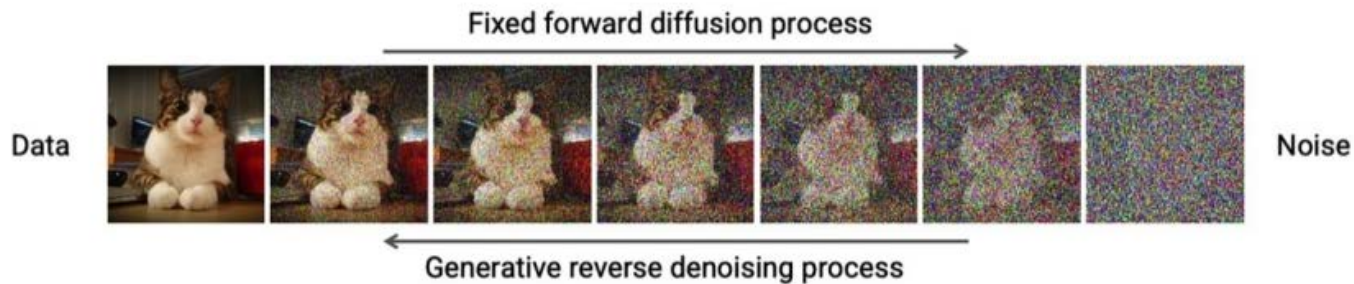 Fixed forward diffusion process
Data
Noise
Generative reverse denoising process